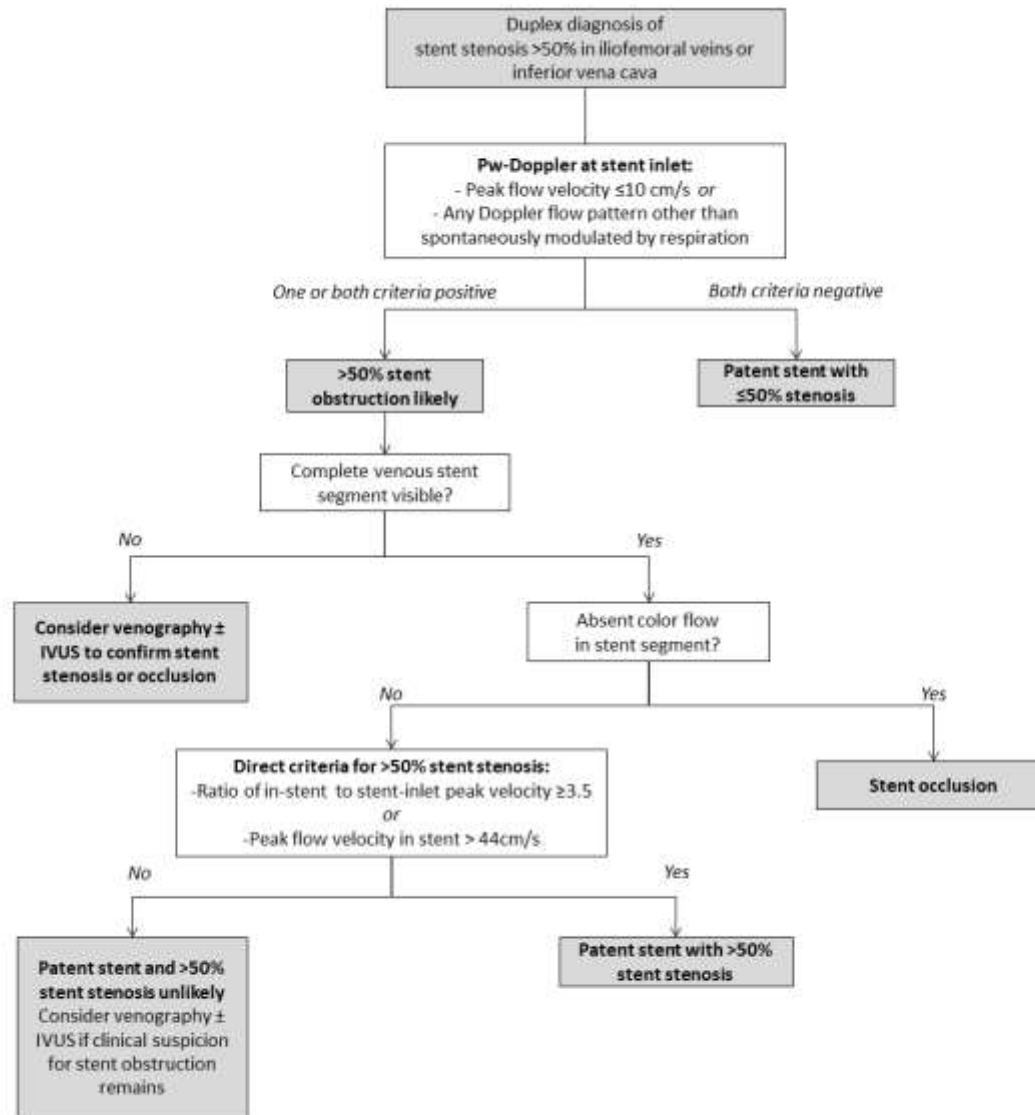 Duplex diagnosis of
stent stenosis >50% in iliofemoral veins or
inferior vena cava
Pw-Doppler at stent inlet:
- Peak flow velocity ≤10 cm/s or
- Any Doppler flow pattern other than
spontaneously modulated by respiration
One or both criteria positive
Both criteria negative
>50% stent
obstruction likely
Patent stent with
≤50% stenosis
Complete venous stent
segment visible?
No
Yes
Consider venography ±
IVUS to confirm stent
stenosis or occlusion
Absent color flow
in stent segment?
No
Yes
Direct criteria for >50% stent stenosis:
-Ratio of in-stent to stent-inlet peak velocity ≥3.5
or
-Peak flow velocity in stent > 44cm/s
Stent occlusion
No
Yes
Patent stent and >50%
stent stenosis unlikely
Consider venography ±
IVUS if clinical suspicion
for stent obstruction
remains
Patent stent with >50%
stent stenosis